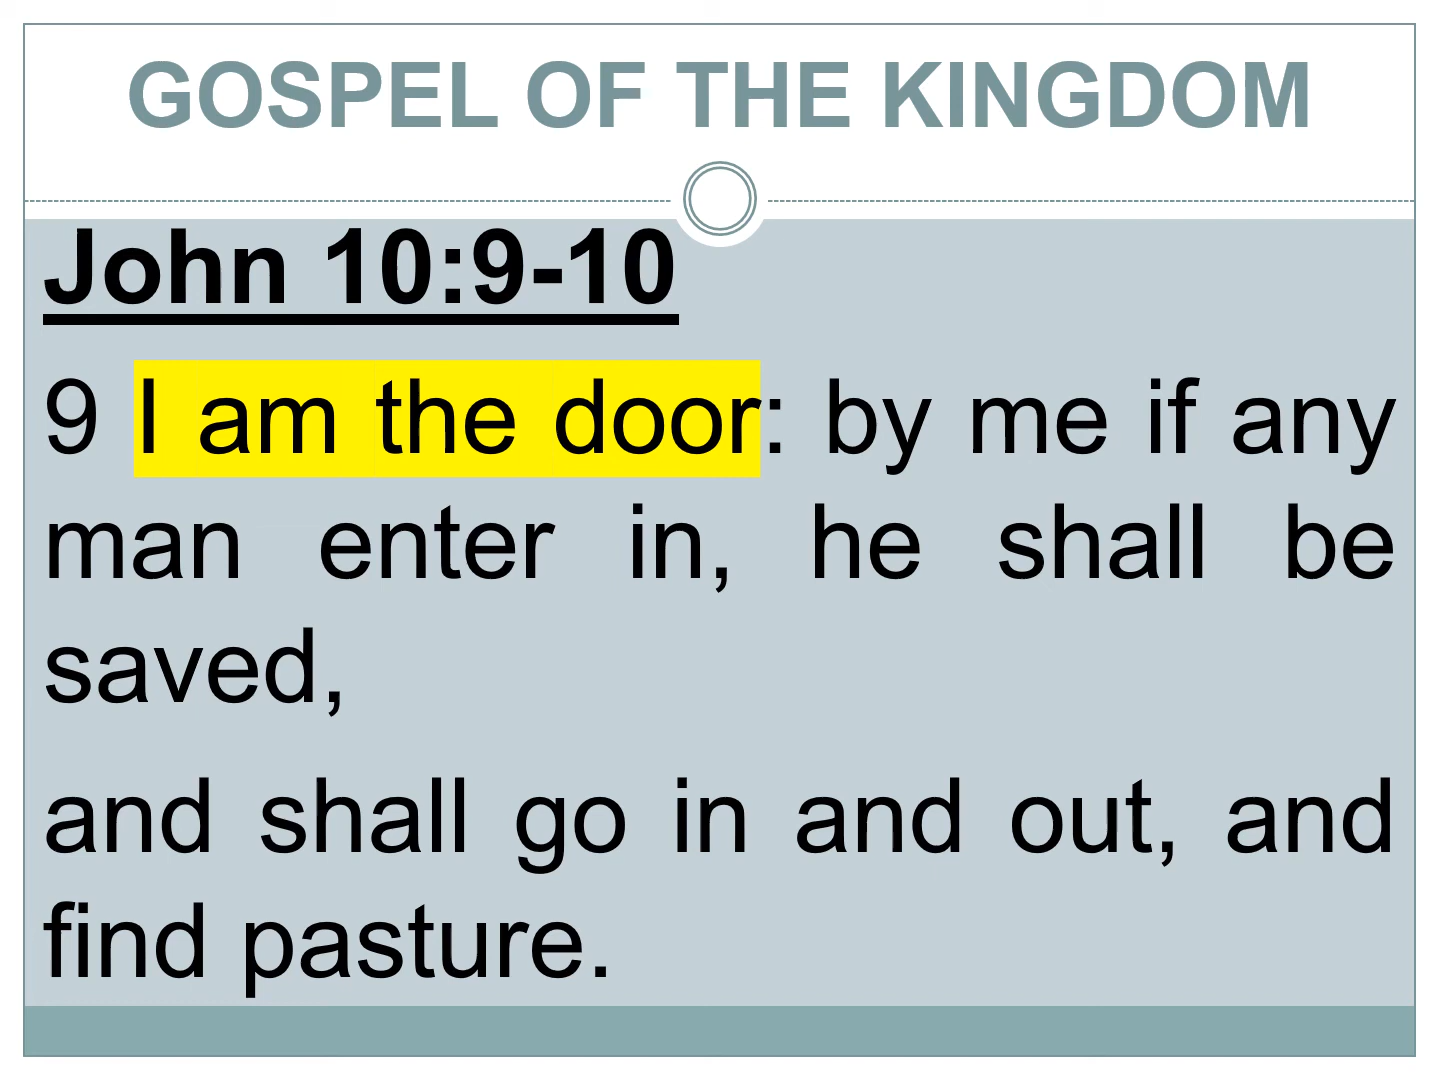 GOSPEL OF THE KINGDOM
John 10:9-10
9 I am the door: by me if any
man enter in, he shall be
saved,
and shall go in and out, and
find pasture.